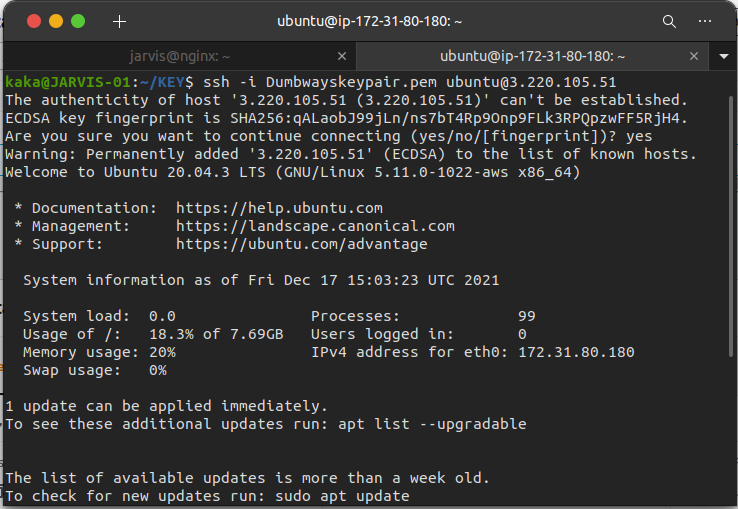 ubuntu@ip-172-31-80-180: ~
jarvis@nginx: ~
ubuntu@ip-172-31-80-180: ~
kaka@JARVIS-01:~/KEY$ ssh -i Dumbwayskeypair.pem ubuntu@3.220.105.51
The authenticity of host '3.220.105.51 (3.220.105.51)' can't be established.
ECDSA key fingerprint is SHA256:qALaobJ99jLn/ns7bT4Rp9Onp9FLk3RPQpzwFF5RjH4.
Are you sure you want to continue connecting (yes/no/[fingerprint])? yes
Warning: Permanently added '3.220.105.51' (ECDSA) to the list of known hosts.
Welcome to Ubuntu 20.04.3 LTS (GNU/Linux 5.11.0-1022-aws x86_64)
* Documentation:  https://help.ubuntu.com
* Management:     https://landscape.canonical.com
* Support:        https://ubuntu.com/advantage
System information as of Fri Dec 17 15:03:23 UTC 2021
System load:  0.0               Processes:             99
Usage of /:   18.3% of 7.69GB   Users logged in:       0
Memory usage: 20%               IPv4 address for eth0: 172.31.80.180
Swap usage:   0%
1 update can be applied immediately.
To see these additional updates run: apt list --upgradable
The list of available updates is more than a week old.
To check for new updates run: sudo apt update